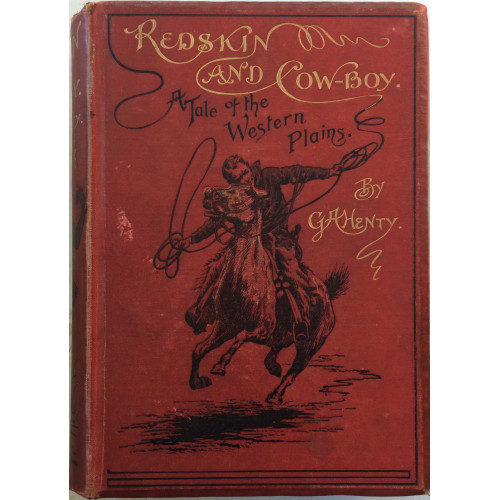 REDSKIN
AND COW-BOY.
A Tale of the
Western
Plains.
BY
G.A.HENTY.